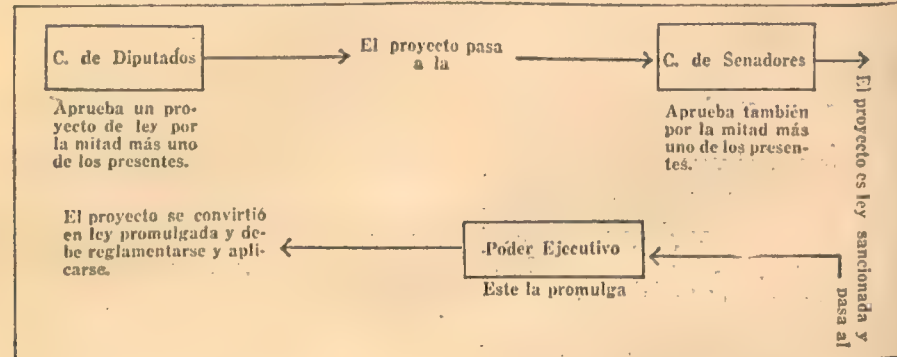 C. de Diputados
El proyecto pasa
a la
C. de Senadores
Aprueba un pro-
yecto de ley por
la mitad más uno
de los presentes.
Aprueba también
por la mitad más
uno de los presen-
tes.
El proyecto es ley sancionada y
pasa al
Poder Ejecutivo
Este la promulga
El proyecto se convirtió
en ley promulgada y de-
be reglamentarse y apli-
carse.